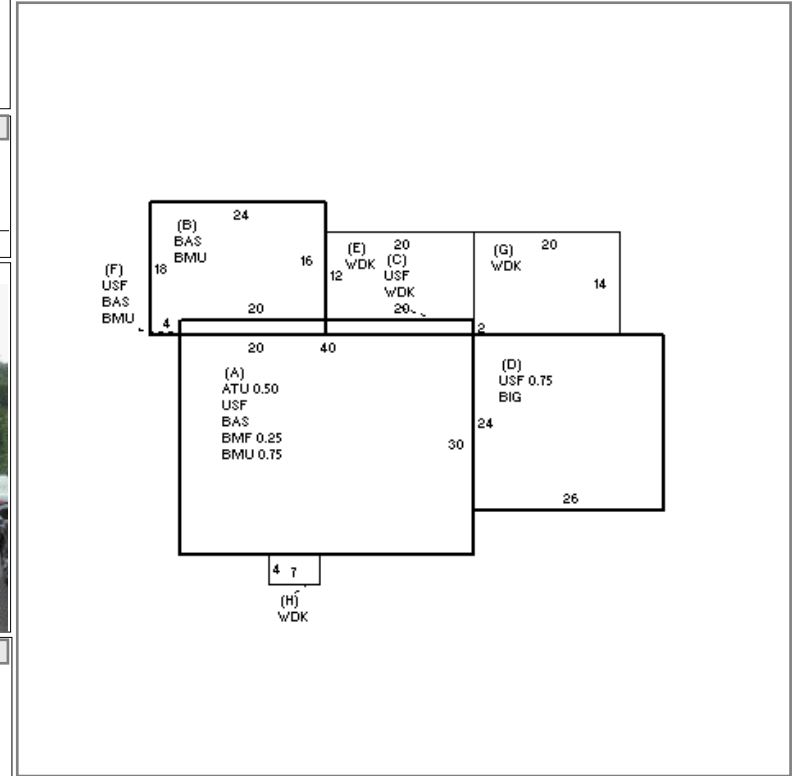 24
(B)
BAS
BMU
18
16
(F)
USF
BAS
BMU
4
20
(E)
WDK
20
(C)
USF
WDK
12
20
(G)
WDK
20
14
2
20
40
(A)
ATU 0.50
USF
BAS
BMF 0.25
BMU 0.75
30
(D)
USF 0.75
BIG
24
26
4
7
(H)
WDK